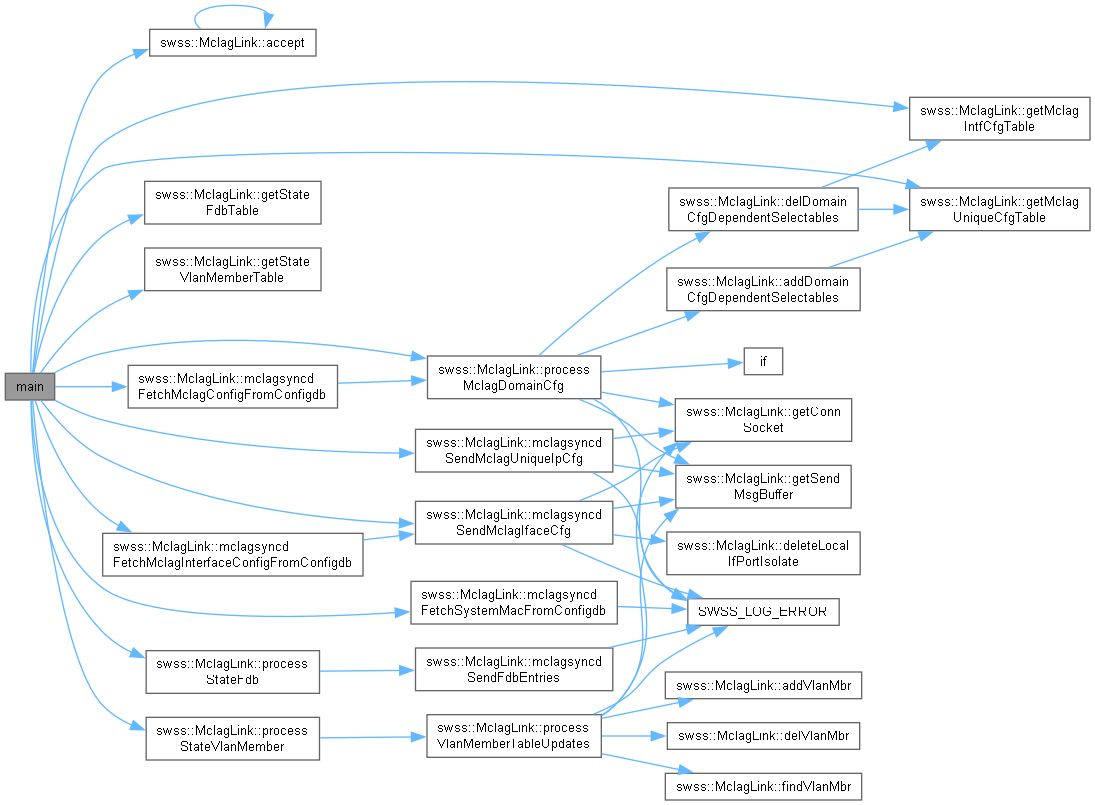 swss::MclagLink::accept
swss::MclagLink::getMclag
IntfCfgTable
swss::MclagLink::getState
FdbTable
swss::MclagLink::delDomain
CfgDependentSelectables
swss::MclagLink::getMclag
UniqueCfgTable
swss::MclagLink::getState
VlanMemberTable
swss::MclagLink::addDomain
CfgDependentSelectables
main
swss::MclagLink::mclagsyncd
FetchMclagConfigFromConfigdb
swss::MclagLink::process
MclagDomainCfg
if
swss::MclagLink::getConn
Socket
swss::MclagLink::mclagsyncd
SendMclagUniqueIpCfg
swss::MclagLink::getSend
MsgBuffer
swss::MclagLink::mclagsyncd
SendMclagIfaceCfg
swss::MclagLink::mclagsyncd
FetchMclagInterfaceConfigFromConfigdb
swss::MclagLink::deleteLocal
IfPortIsolate
swss::MclagLink::mclagsyncd
FetchSystemMacFromConfigdb
SWSS_LOG_ERROR
swss::MclagLink::process
StateFdb
swss::MclagLink::mclagsyncd
SendFdbEntries
swss::MclagLink::addVlanMbr
swss::MclagLink::process
StateVlanMember
swss::MclagLink::process
VlanMemberTableUpdates
swss::MclagLink::delVlanMbr
swss::MclagLink::findVlanMbr